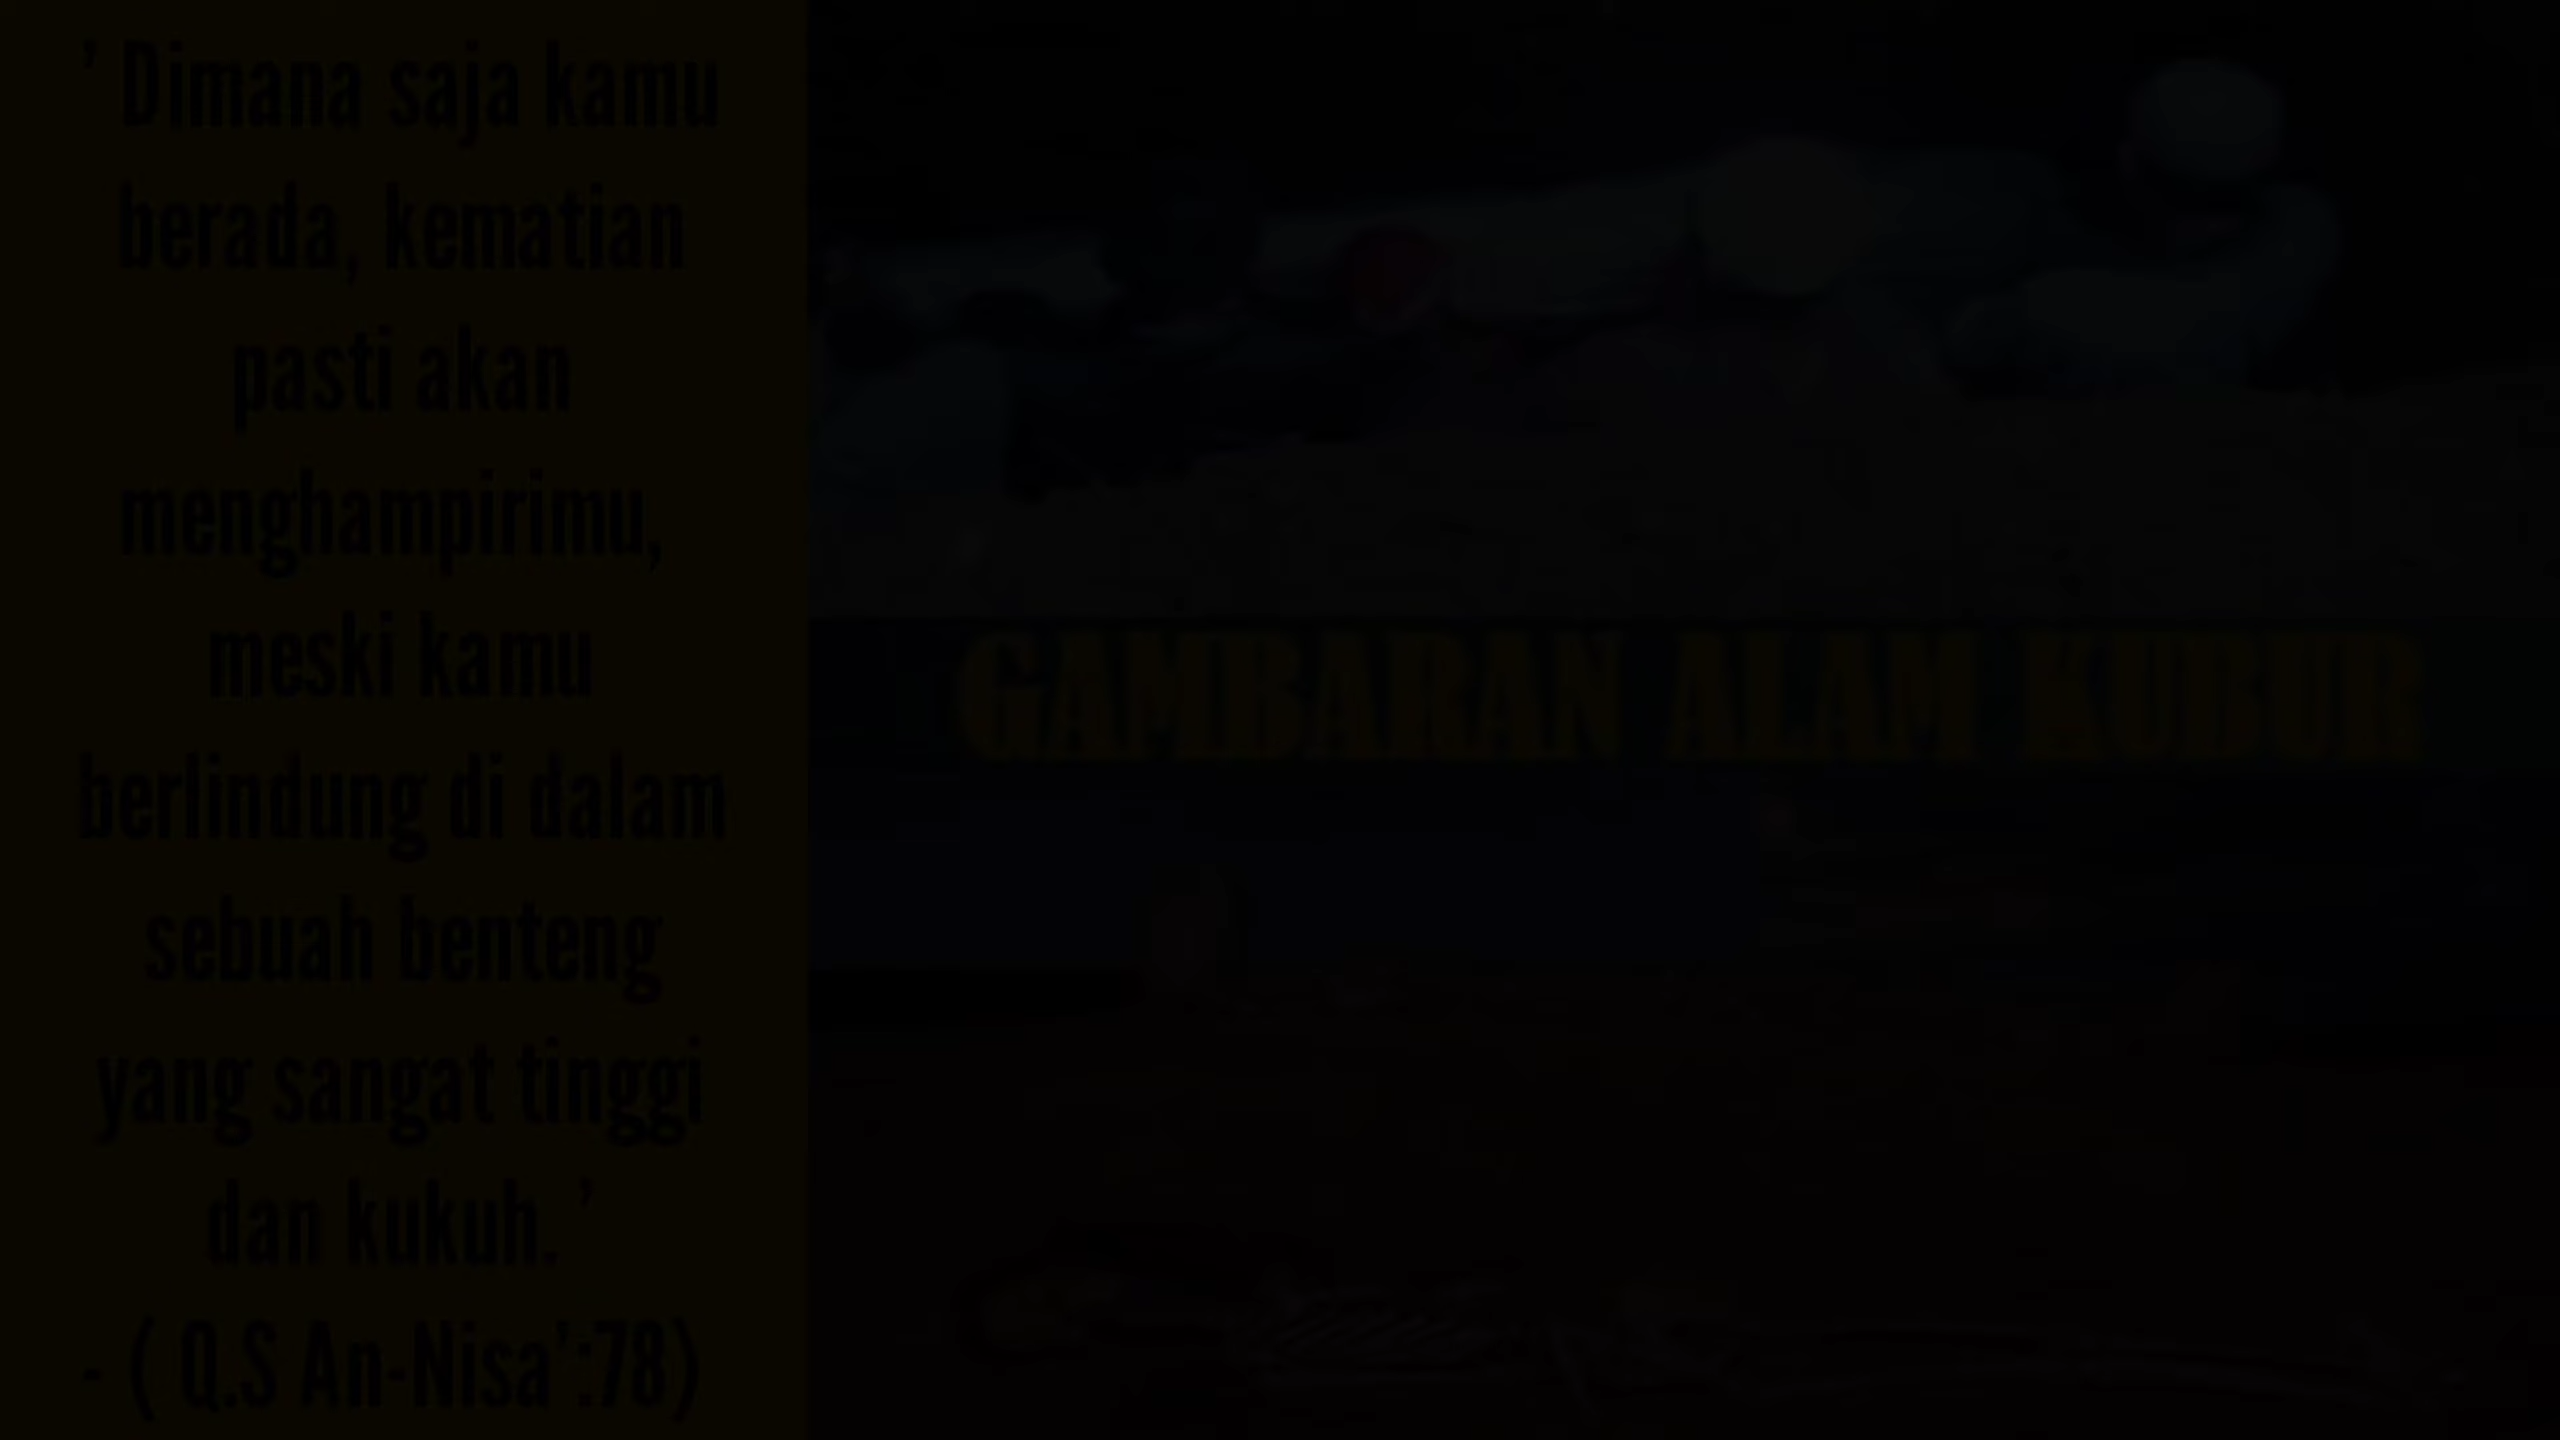 ’ Dimana saja kamu
berada, kematian
pasti akan
menghampirimu,
meski kamu
berlindung di dalam
sebuah benteng
yang sangat tinggi
dan kukuh. ’
- ( Q.S An-Nisa’:78)
GAMBARAN ALAM KUBUR